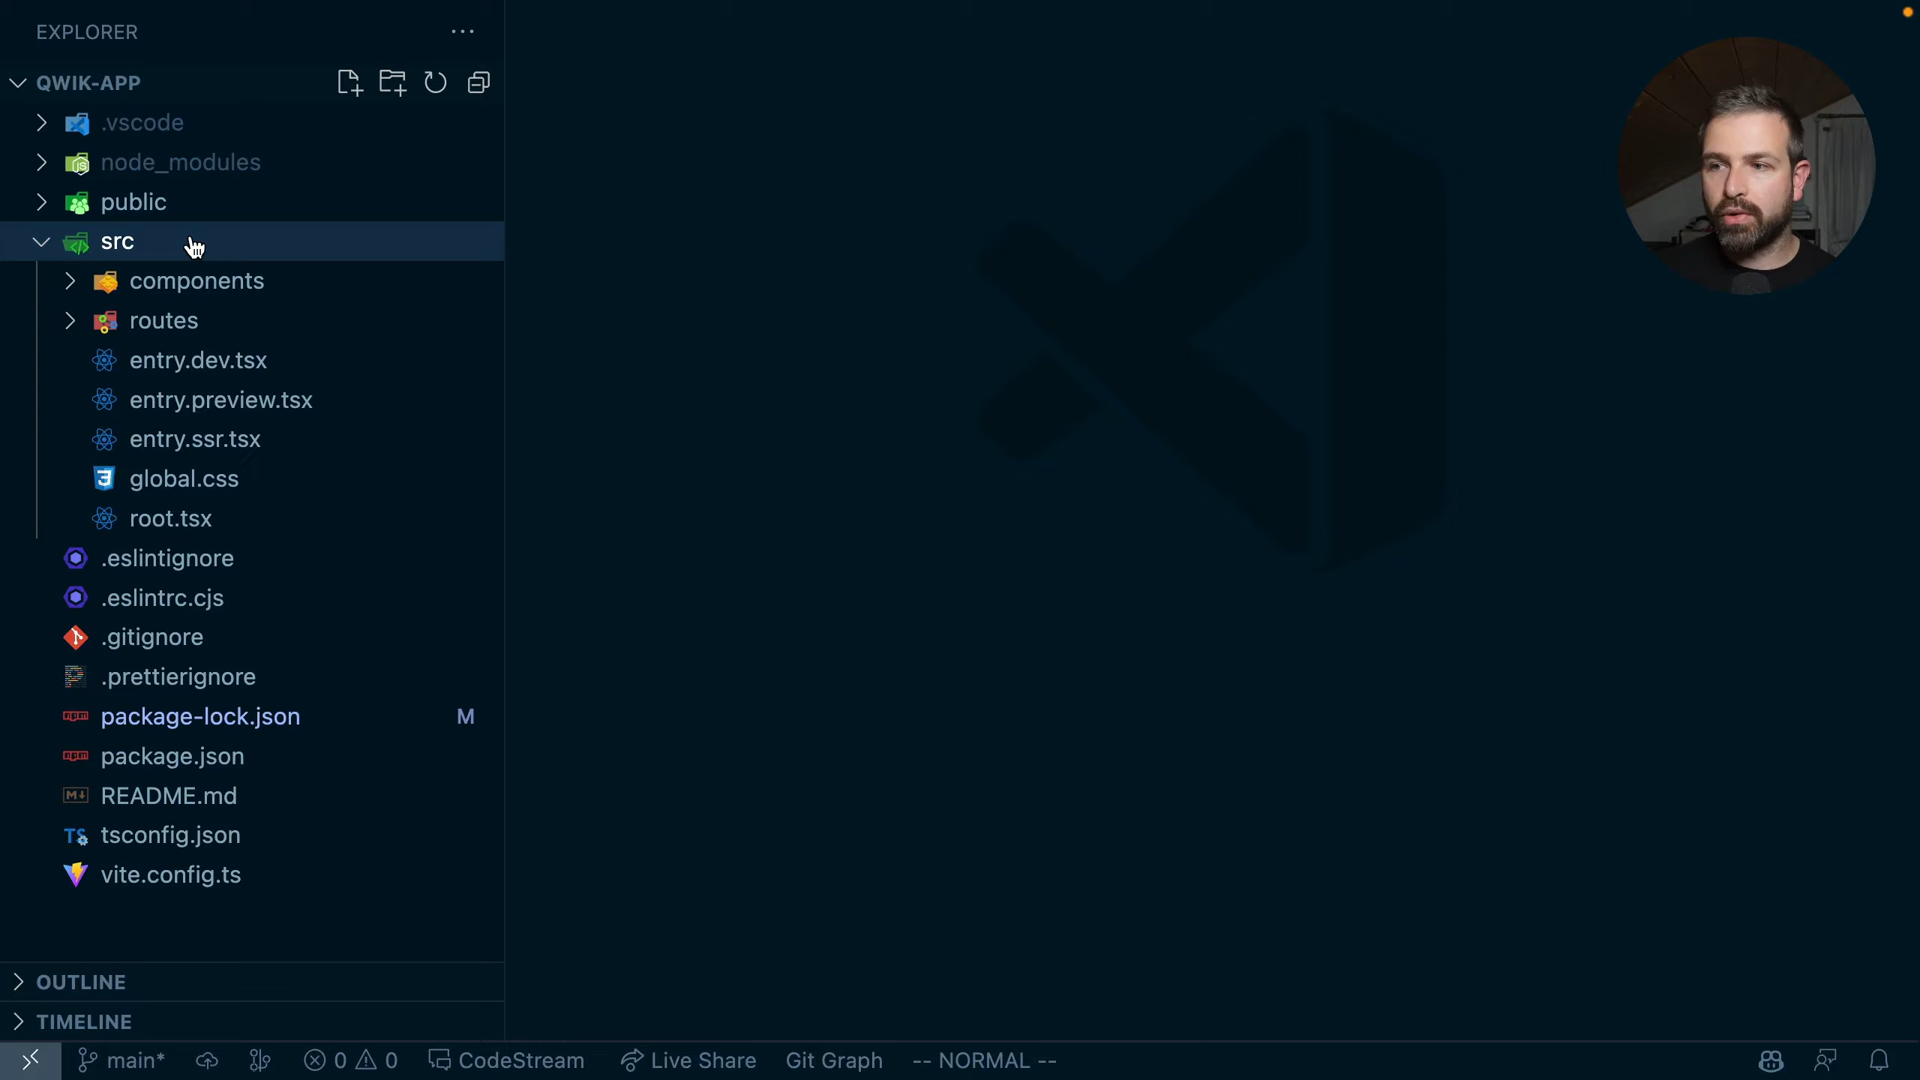 EXPLORER
QWIK-APP
.vscode
node_modules
public
src
components
routes
entry.dev.tsx
entry.preview.tsx
entry.ssr.tsx
global.css
root.tsx
.eslintignore
.eslintrc.cjs
.gitignore
.prettierignore
package-lock.json M
package.json
README.md
TS tsconfig.json
vite.config.ts
OUTLINE
TIMELINE
main* 0 0 CodeStream Live Share Git Graph -- NORMAL --